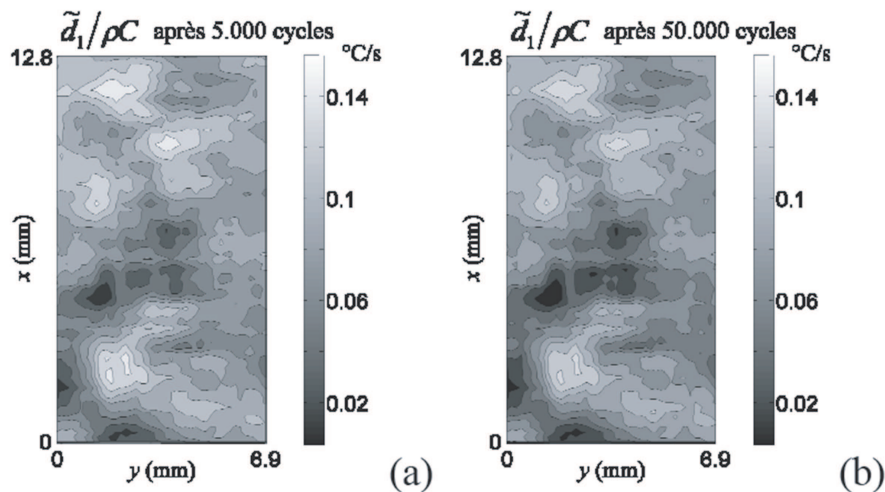 d̃₁/ρC après 5.000 cycles
°C/s
12.8
0.14
0.1
0.06
0.02
x (mm)
0
0
y (mm)
6.9
(a)
d̃₁/ρC après 50.000 cycles
°C/s
12.8
0.14
0.1
0.06
0.02
x (mm)
0
0
y (mm)
6.9
(b)